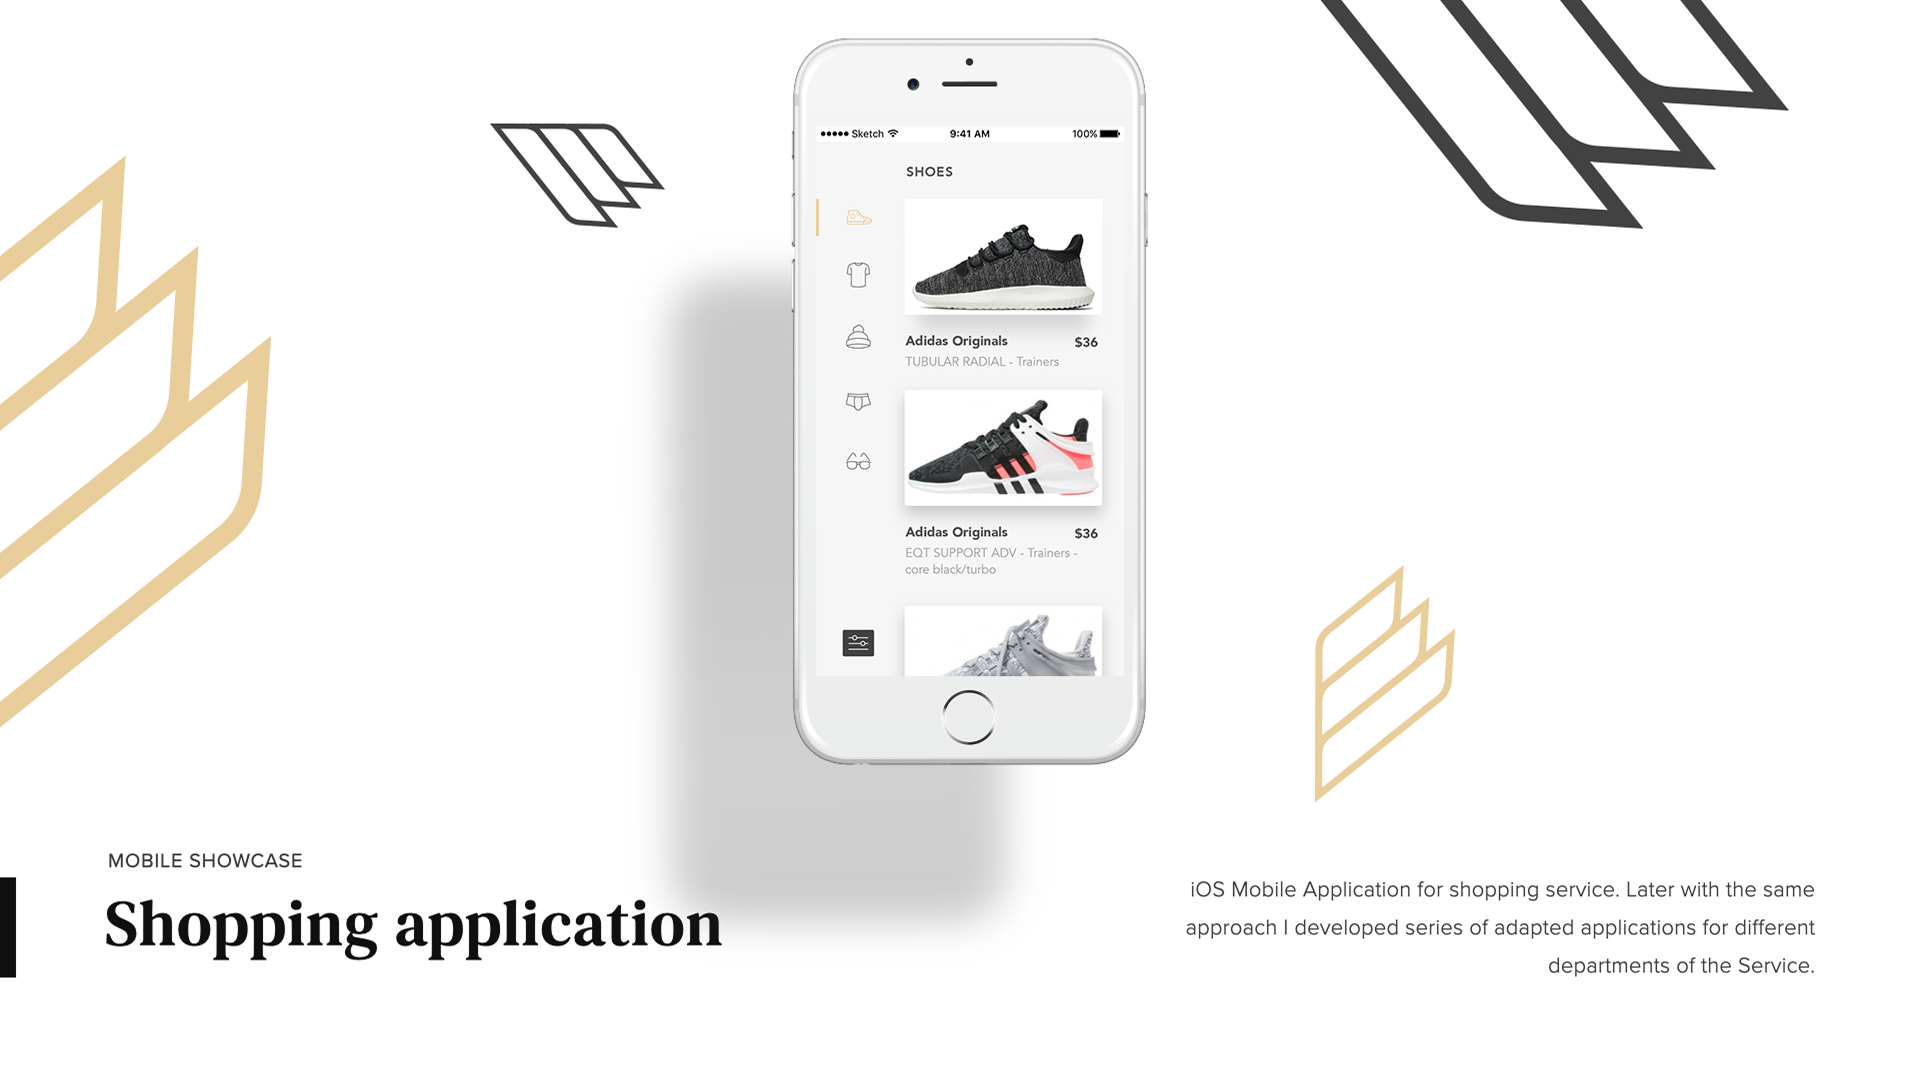 Sketch 9:41 AM 100%
SHOES
Adidas Originals $36
TUBULAR RADIAL - Trainers
Adidas Originals $36
EQT SUPPORT ADV - Trainers -
core black/turbo
MOBILE SHOWCASE
Shopping application
iOS Mobile Application for shopping service. Later with the same
approach I developed series of adapted applications for different
departments of the Service.